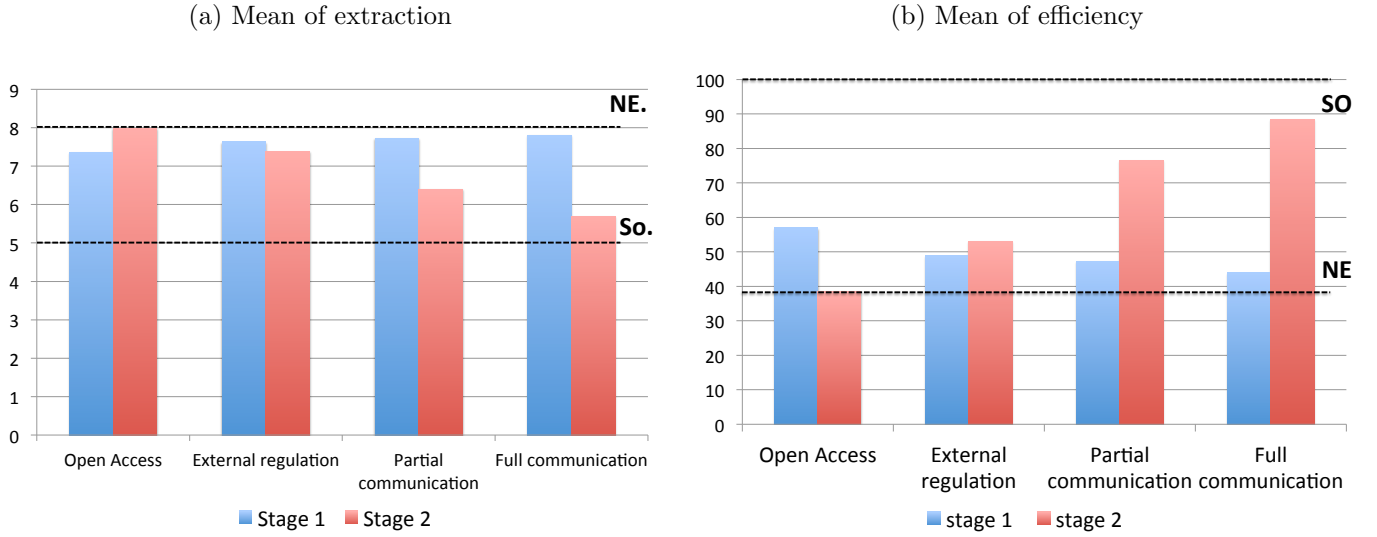 (a) Mean of extraction
9
8
7
6
5
4
3
2
1
0
NE.
So.
Open Access
External regulation
Partial
communication
Full communication
Stage 1
Stage 2
(b) Mean of efficiency
100
90
80
70
60
50
40
30
20
10
0
SO
NE
Open Access
External
regulation
Partial
communication
Full
communication
stage 1
stage 2